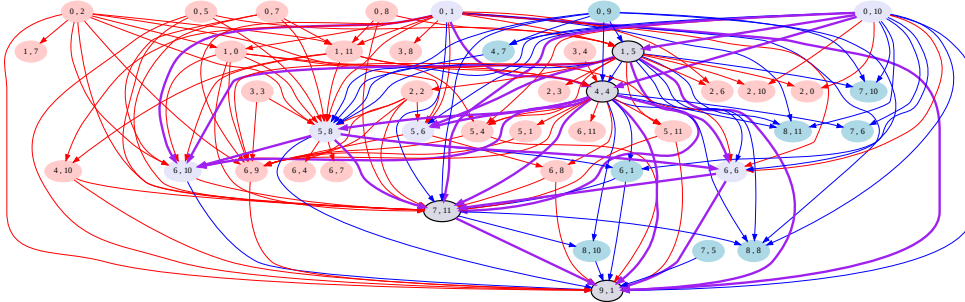 0 , 2
0 , 5
0 , 7
0 , 8
0 , 1
0 , 9
0 , 10
1 , 7
1 , 0
1 , 11
3 , 8
4 , 7
3 , 4
1 , 5
3 , 3
2 , 2
2 , 3
4 , 4
2 , 6
2 , 10
2 , 0
7 , 10
5 , 8
5 , 6
5 , 4
5 , 1
6 , 11
5 , 11
8 , 11
7 , 6
4 , 10
6 , 10
6 , 9
6 , 4
6 , 7
6 , 8
6 , 1
6 , 6
7 , 11
8 , 10
7 , 5
8 , 8
9 , 1